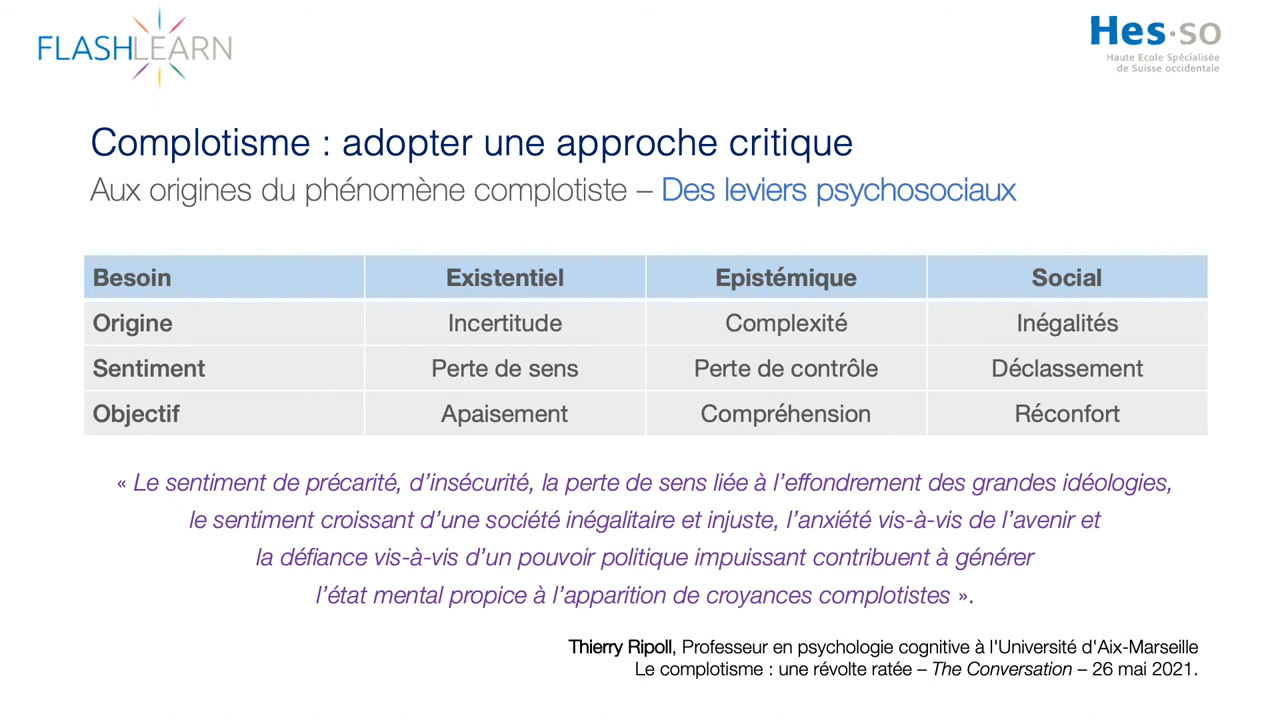 FLASHLEARN
Hes·so
Haute Ecole Spécialisée
de Suisse occidentale
Complotisme : adopter une approche critique
Aux origines du phénomène complotiste – Des leviers psychosociaux
Besoin Existentiel Epistémique Social
Origine Incertitude Complexité Inégalités
Sentiment Perte de sens Perte de contrôle Déclassement
Objectif Apaisement Compréhension Réconfort
« Le sentiment de précarité, d’insécurité, la perte de sens liée à l’effondrement des grandes idéologies,
le sentiment croissant d’une société inégalitaire et injuste, l’anxiété vis-à-vis de l’avenir et
la défiance vis-à-vis d’un pouvoir politique impuissant contribuent à générer
l’état mental propice à l’apparition de croyances complotistes ».
Thierry Ripoll, Professeur en psychologie cognitive à l'Université d'Aix-Marseille
Le complotisme : une révolte ratée – The Conversation – 26 mai 2021.